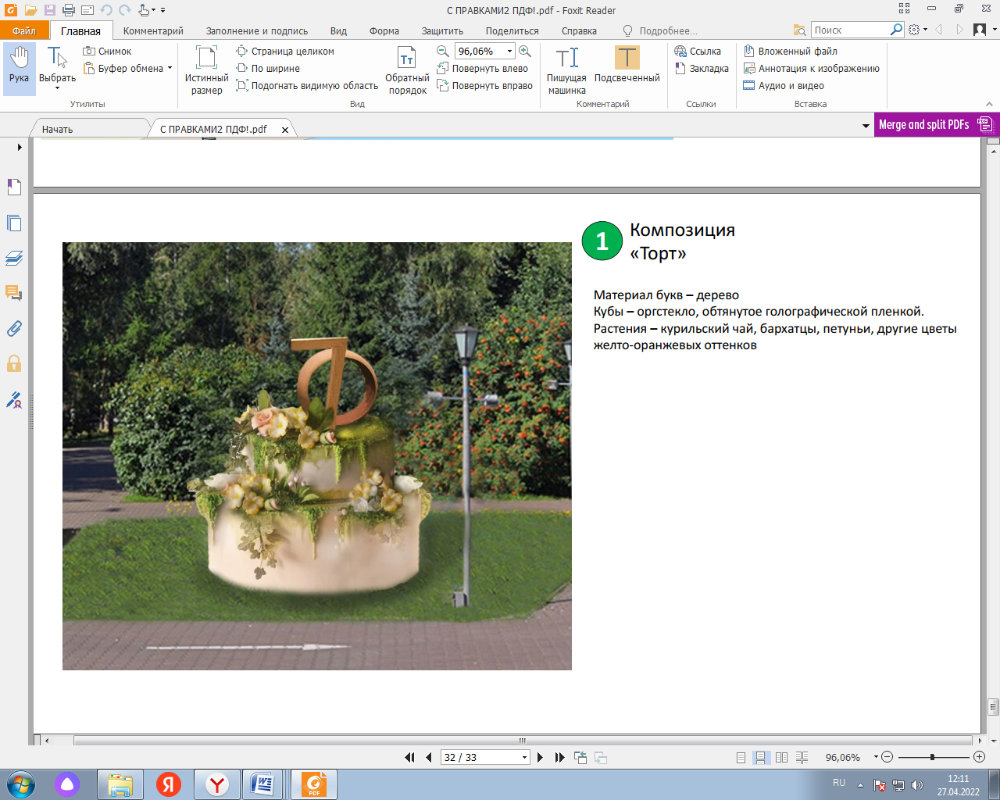 С ПРАВКАМИ2 ПДФ!.pdf - Foxit Reader
Файл
Главная
Комментарий
Заполнение и подпись
Вид
Форма
Защитить
Поделиться
Справка
Подробнее...
Поиск
Рука
Выбрать
Снимок
Буфер обмена
Утилиты
Истинный
размер
Страница целиком
По ширине
Подогнать видимую область
Обратный
порядок
96,06%
Повернуть влево
Повернуть вправо
Вид
Пишущая
машинка
Подсвеченный
Комментарий
Ссылка
Закладка
Ссылки
Вложенный файл
Аннотация к изображению
Аудио и видео
Вставка
Начать
С ПРАВКАМИ2 ПДФ!.pdf
Merge and split PDFs
1
Композиция
«Торт»
Материал букв – дерево
Кубы – оргстекло, обтянутое голографической пленкой.
Растения – курильский чай, бархатцы, петуньи, другие цветы
желто-оранжевых оттенков
70
32 / 33
96,06%
Я
Y
W
PDF
RU
12:11
27.04.2022